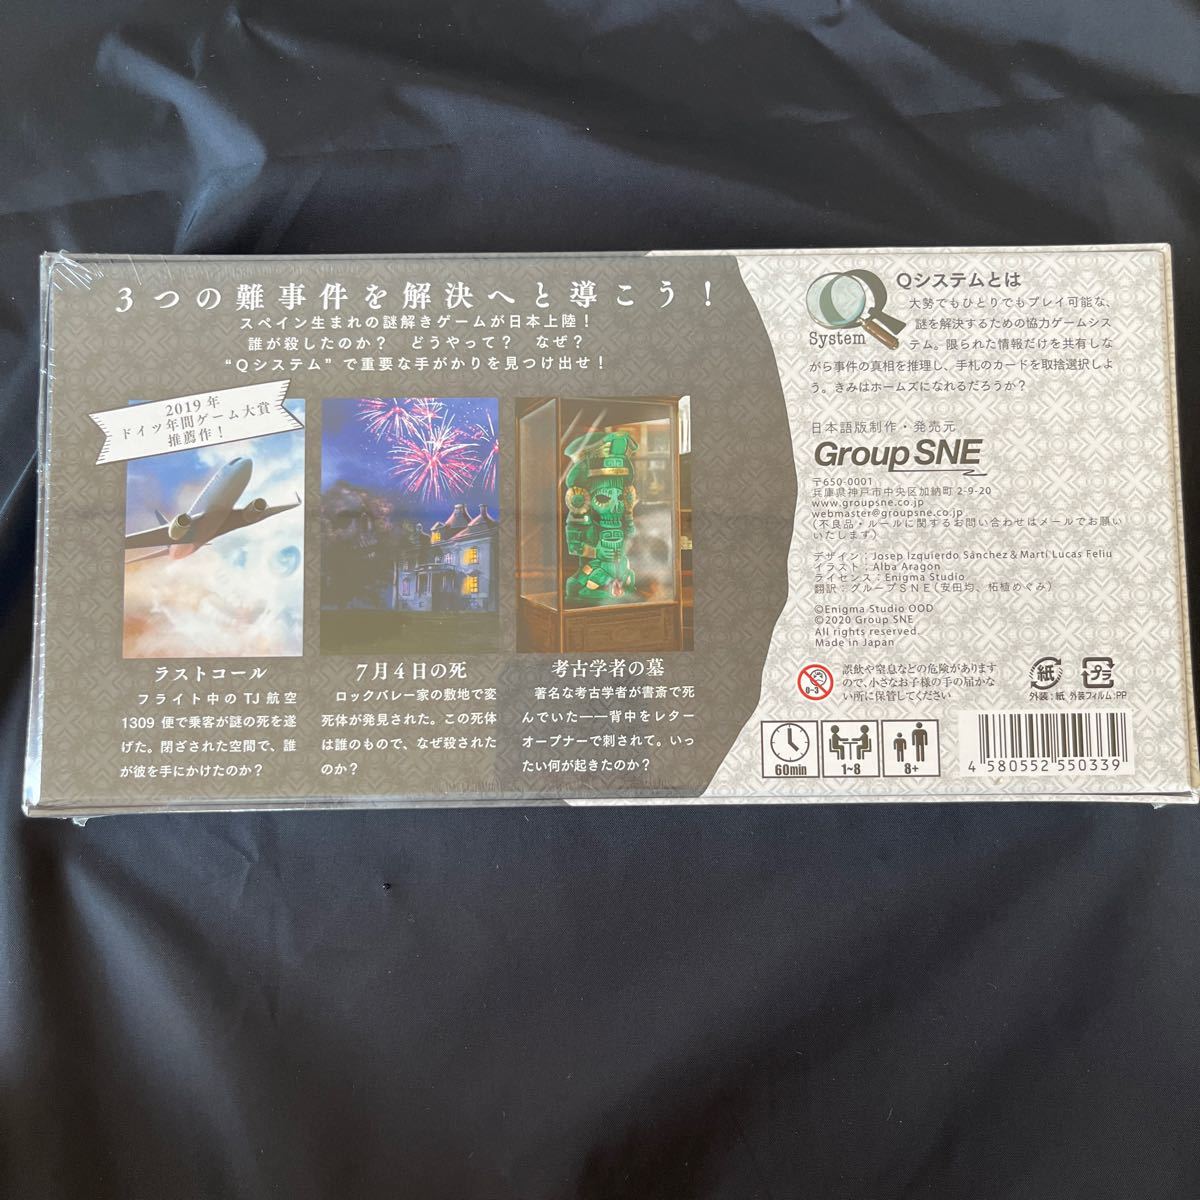 3つの難事件を解決へと導こう!
スペイン生まれの謎解きゲームが日本上陸!
誰が殺したのか? どうやって? なぜ?
“Qシステム”で重要な手がかりを見つけ出せ!
2019年
ドイツ年間ゲーム大賞
推薦作!
ラストコール
フライト中のTJ航空
1309便で乗客が謎の死を遂
げた。閉ざされた空間で、誰
が彼を手にかけたのか?
7月4日の死
ロックバレー家の敷地で変
死体が発見された。この死体
は誰のもので、なぜ殺された
のか?
考古学者の墓
著名な考古学者が書斎で死
んでいた——背中をレター
オープナーで刺されて。いっ
たい何が起きたのか?
Q
System
Qシステムとは
大勢でもひとりでもプレイ可能な、
謎を解決するための協力ゲームシス
テム。限られた情報だけを共有しな
がら事件の真相を推理し、手札のカードを取捨選択しよ
う。きみはホームズになれるだろうか?
日本語版制作・発売元
Group SNE
〒650-0001
兵庫県神戸市中央区加納町 2-9-20
www.groupsne.co.jp
webmaster@groupsne.co.jp
(不良品・ルールに関するお問い合わせはメールでお願い
いたします)
デザイン:Josep Izquierdo Sánchez & Martí Lucas Feliu
イラスト:Alba Aragón
ライセンス:Enigma Studio
翻訳:グループSNE(安田均、柘植めぐみ)
©Enigma Studio OOD
©2020 Group SNE
All rights reserved.
Made in Japan
0-3
誤飲や窒息などの危険があります
ので、小さなお子様の手の届かな
い所に保管してください
紙
外装:紙
プラ
外装フィルム:PP
60min
1~8
8+
4 580552 550339